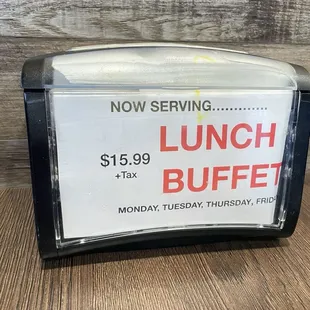 NOW SERVING.............
LUNCH
$15.99
BUFFET
+Tax
MONDAY, TUESDAY, THURSDAY, FRID